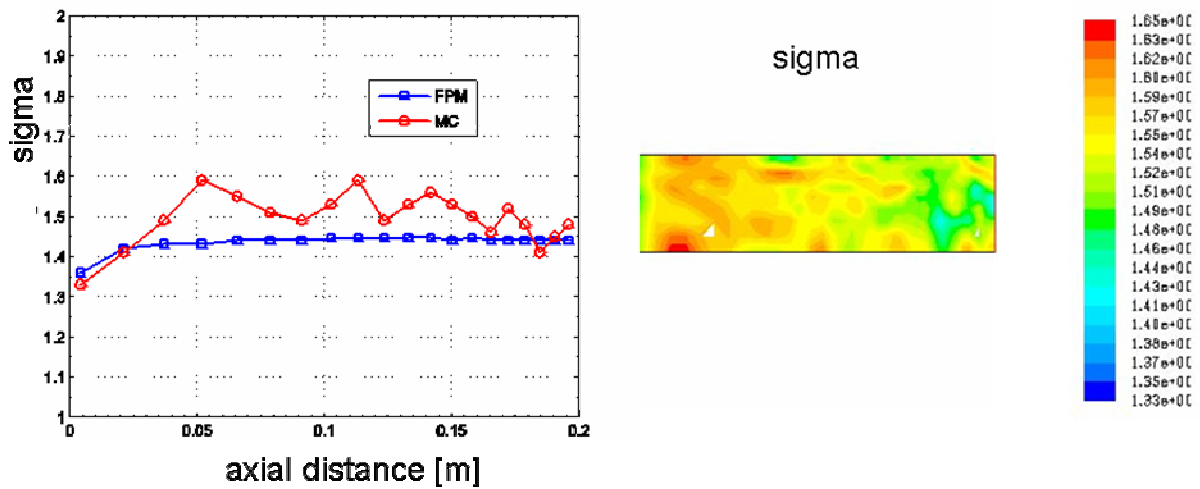 2
1.9
1.8
sigma
1.7
1.6
1.5
1.4
1.3
1.2
1.1
1
FPM
MC
0
0.05
0.1
0.15
0.2
axial distance [m]
sigma
1.65e+00
1.63e+00
1.62e+00
1.60e+00
1.59e+00
1.57e+00
1.55e+00
1.54e+00
1.52e+00
1.51e+00
1.49e+00
1.48e+00
1.46e+00
1.44e+00
1.43e+00
1.41e+00
1.40e+00
1.38e+00
1.37e+00
1.35e+00
1.33e+00